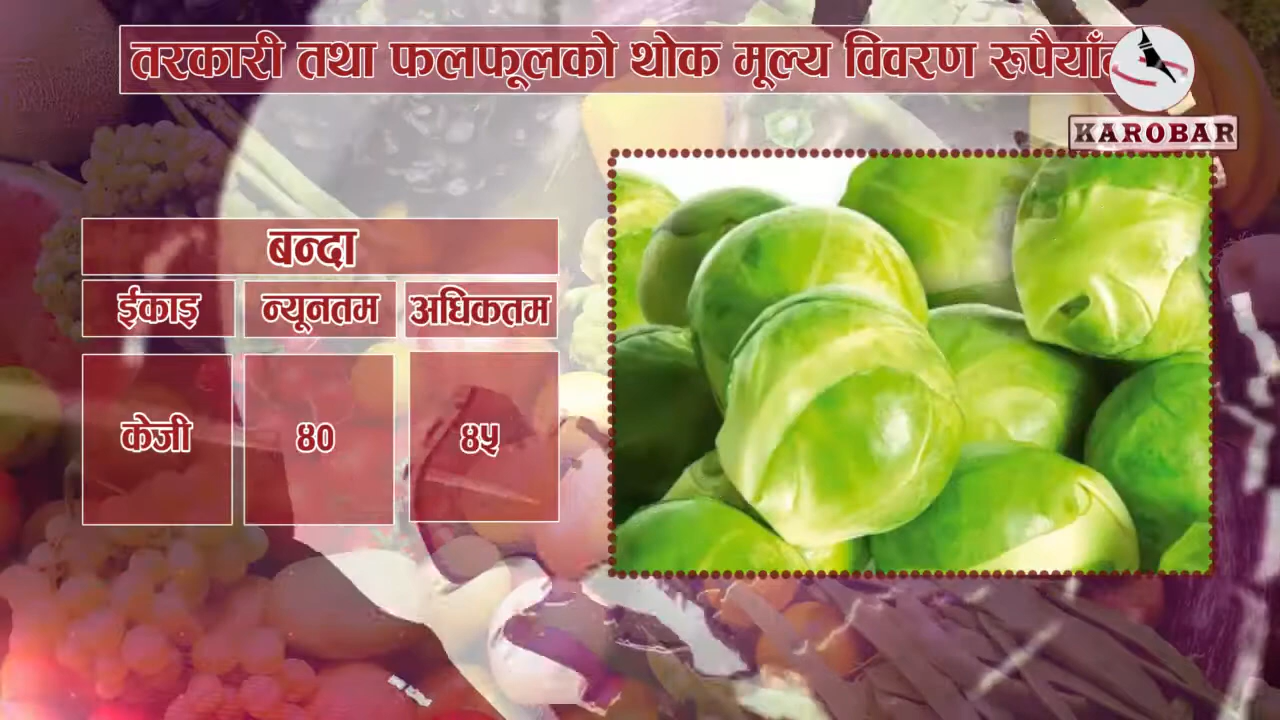 तरकारी तथा फलफूलको थोक मूल्य विवरण
KAROBAR
बन्दा
ईकाइ न्यूनतम अधिकतम
केजी ४० ४५